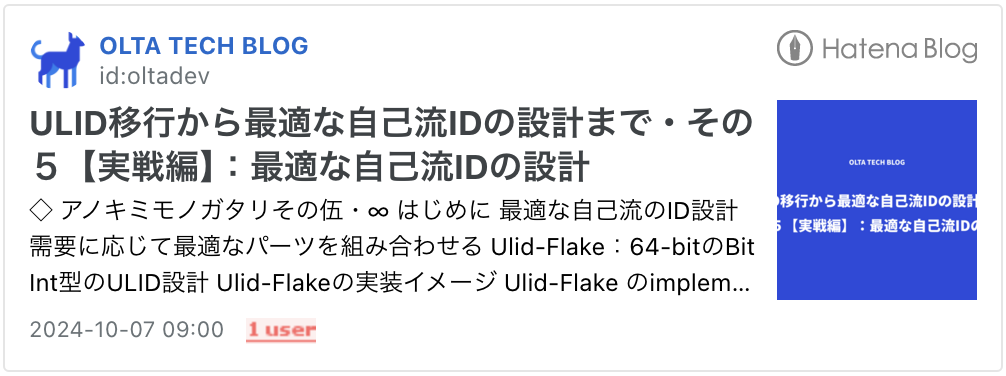 OLTA TECH BLOG
id:oltadev
Hatena Blog
ULID移行から最適な自己流IDの設計まで・その
５【実戦編】：最適な自己流IDの設計
◇ アノキミモノガタリその伍・∞ はじめに 最適な自己流のID設計
需要に応じて最適なパーツを組み合わせる Ulid-Flake：64-bitのBit
Int型のULID設計 Ulid-Flakeの実装イメージ Ulid-Flake のimplem...
2024-10-07 09:00
1 user
OLTA TECH BLOG
移行から最適な自己流IDの設計
【実戦編】：最適な自己流IDの